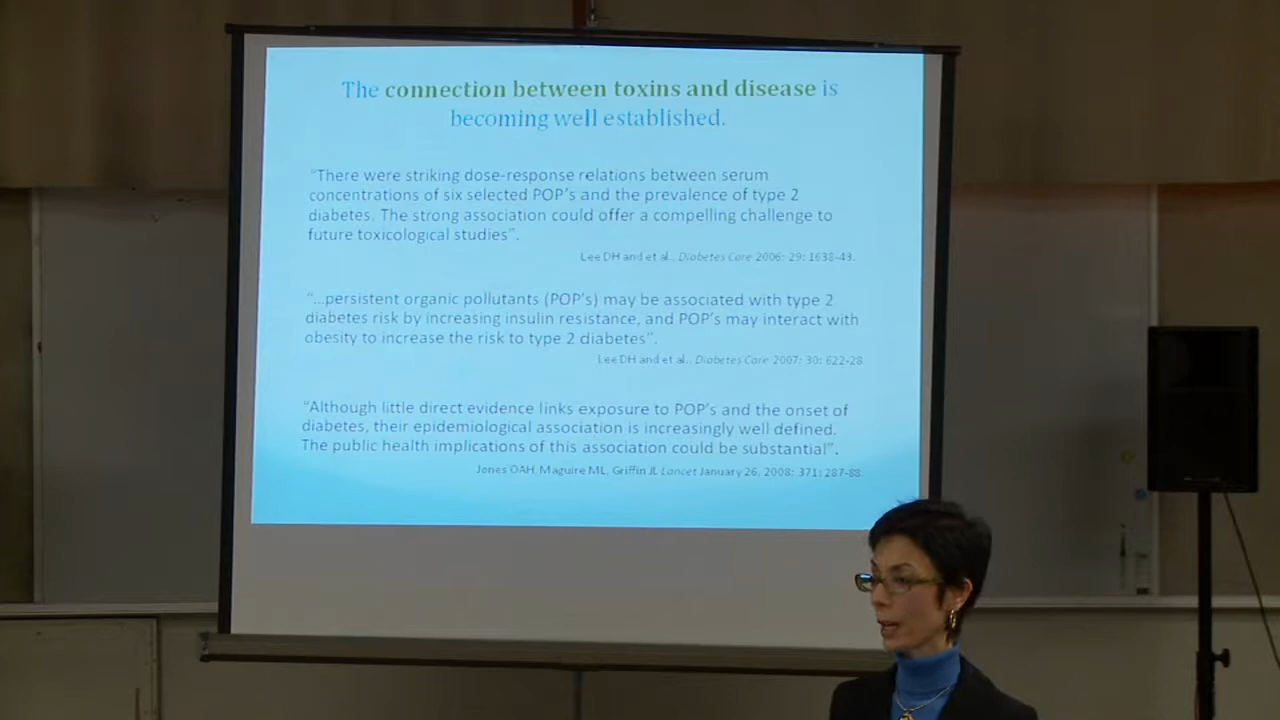 The connection between toxins and disease is
becoming well established.
"There were striking dose-response relations between serum
concentrations of six selected POP's and the prevalence of type 2
diabetes. The strong association could offer a compelling challenge to
future toxicological studies".
Lee DH and et al., Diabetes Care 2006: 29: 1638-43.
"...persistent organic pollutants (POP's) may be associated with type 2
diabetes risk by increasing insulin resistance, and POP's may interact with
obesity to increase the risk to type 2 diabetes".
Lee DH and et al., Diabetes Care 2007: 30: 622-28
"Although little direct evidence links exposure to POP's and the onset of
diabetes, their epidemiological association is increasingly well defined.
The public health implications of this association could be substantial".
Jones OAH, Maguire ML, Griffin JL Lancet January 26, 2008: 371: 287-88.